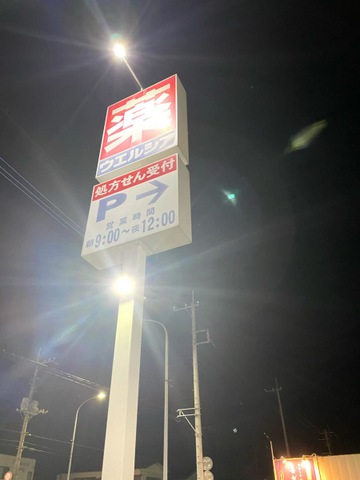 薬
ウエルシア
処方せん受付
P→
営業時間
朝9:00〜夜12:00